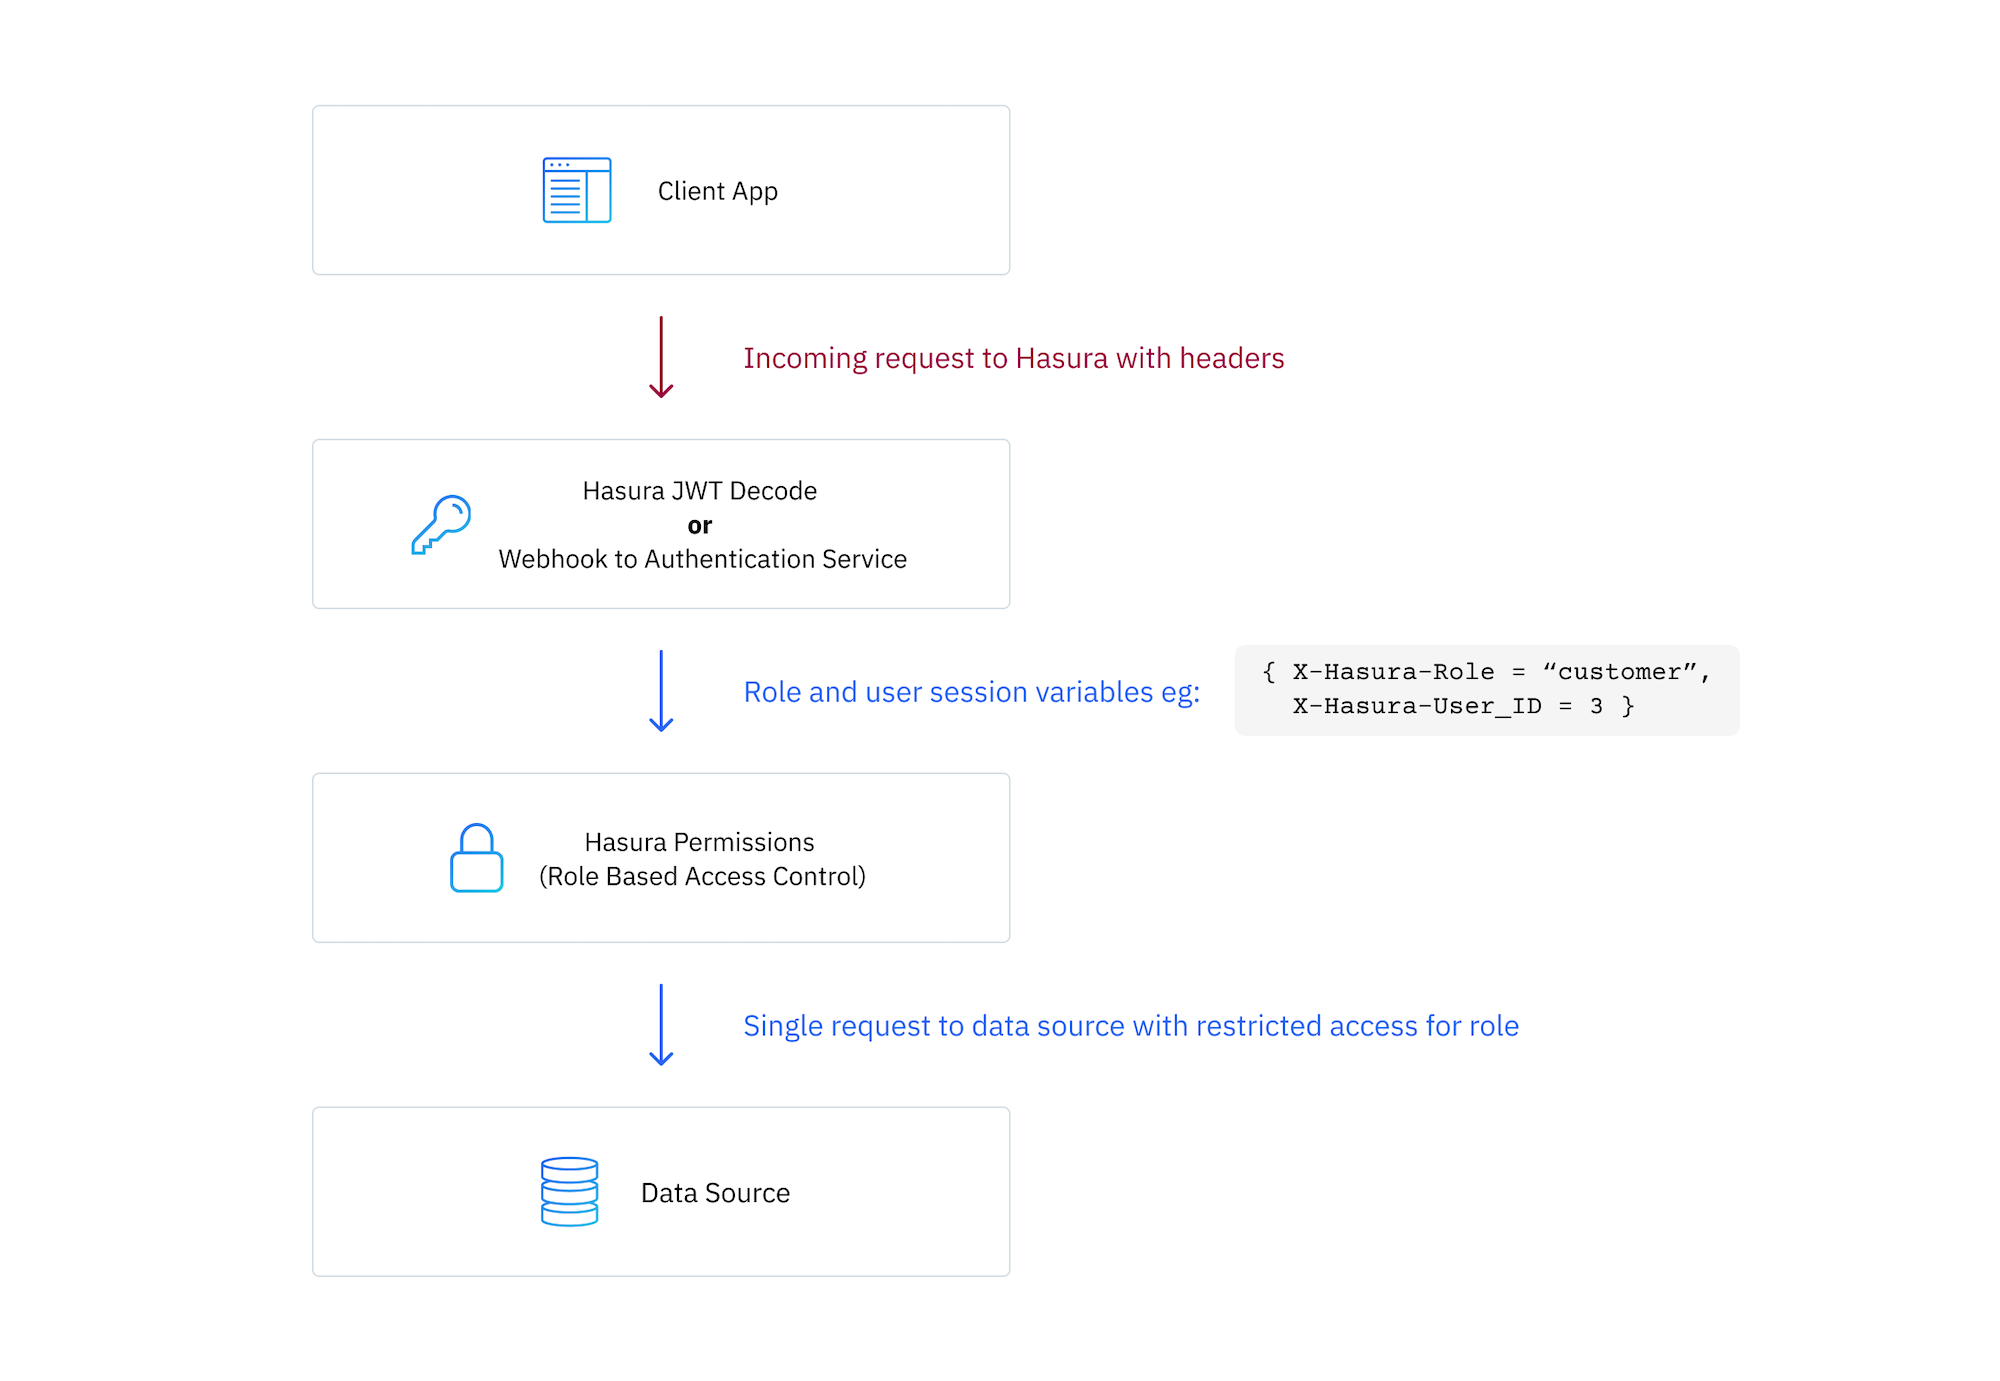 Client App
Incoming request to Hasura with headers
Hasura JWT Decode
or
Webhook to Authentication Service
Role and user session variables eg:
{ X-Hasura-Role = “customer”,
X-Hasura-User_ID = 3 }
Hasura Permissions
(Role Based Access Control)
Single request to data source with restricted access for role
Data Source